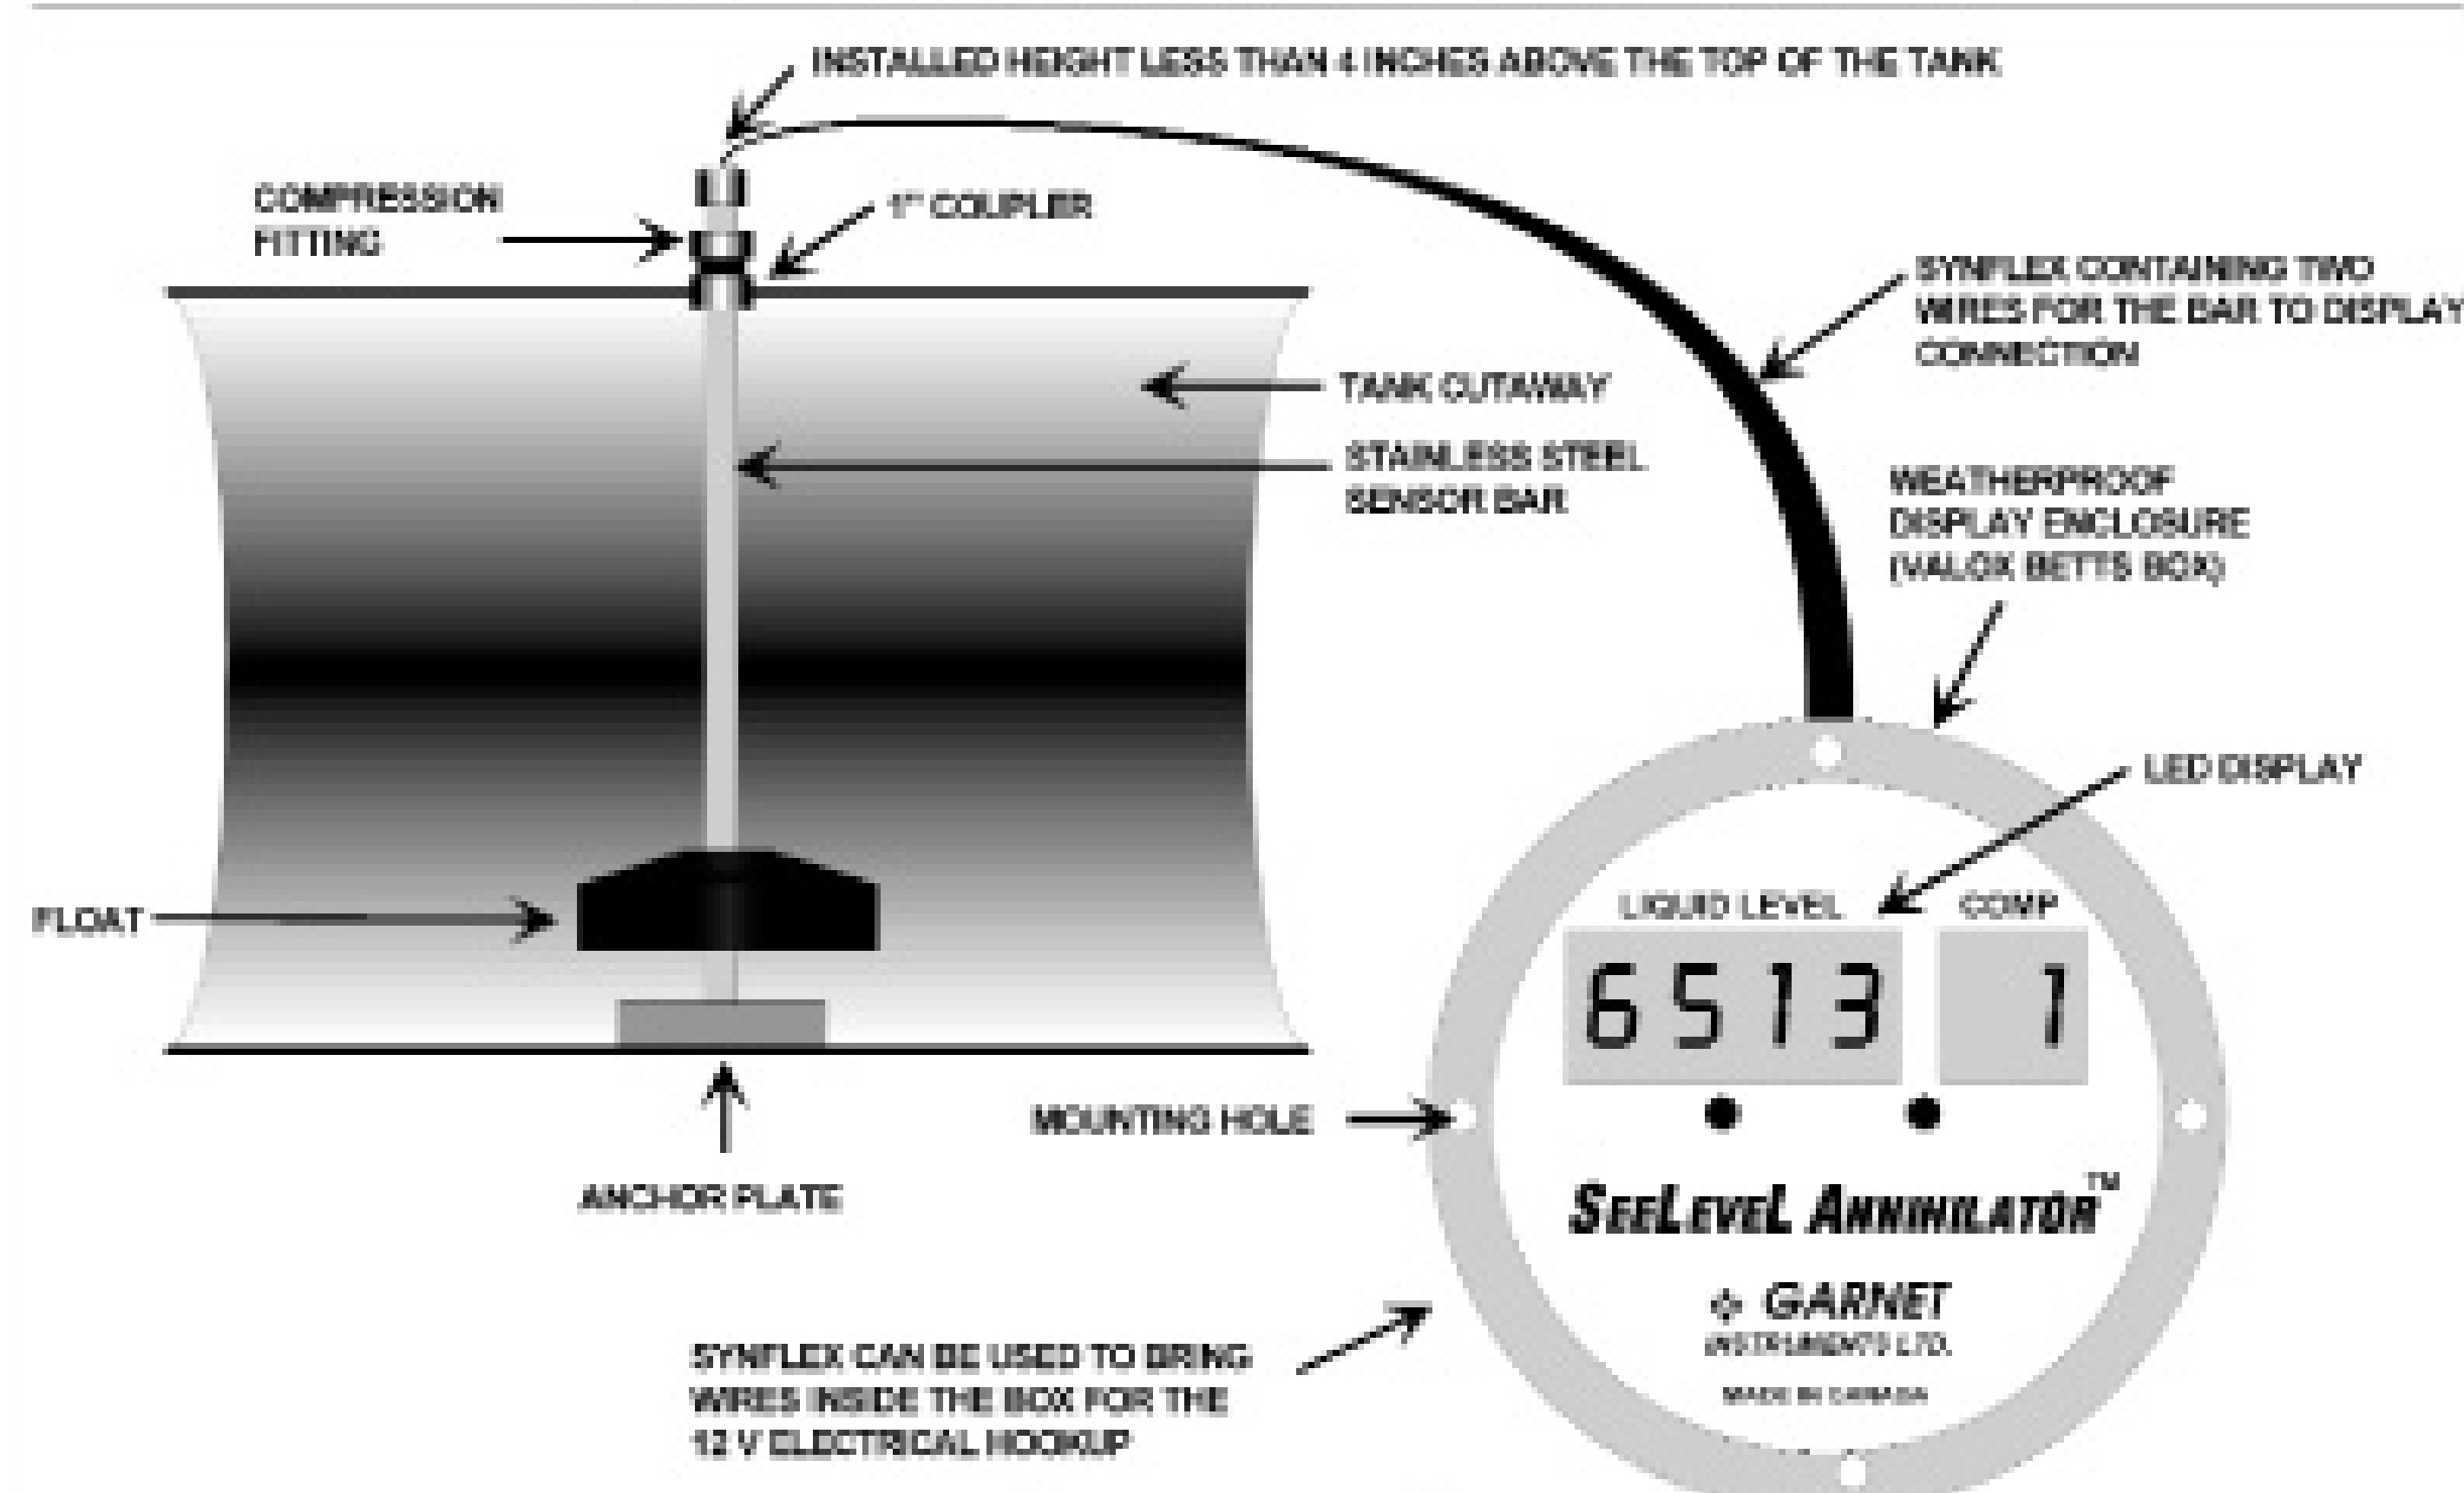 INSTALLED HEIGHT LESS THAN 4 INCHES ABOVE THE TOP OF THE TANK
COMPRESSION
FITTING
1" COUPLER
SYNFLEX CONTAINING TWO
WIRES FOR THE BAR TO DISPLAY
CONNECTION
TANK CUTAWAY
STAINLESS STEEL
SENSOR BAR
WEATHERPROOF
DISPLAY ENCLOSURE
(VALOX BETTS BOX)
LED DISPLAY
FLOAT
LIQUID LEVEL
COMP
6513
1
MOUNTING HOLE
ANCHOR PLATE
SEELEVEL ANNIHILATOR™
GARNET
INSTRUMENTS LTD.
MADE IN CANADA
SYNFLEX CAN BE USED TO BRING
WIRES INSIDE THE BOX FOR THE
12 V ELECTRICAL HOOKUP